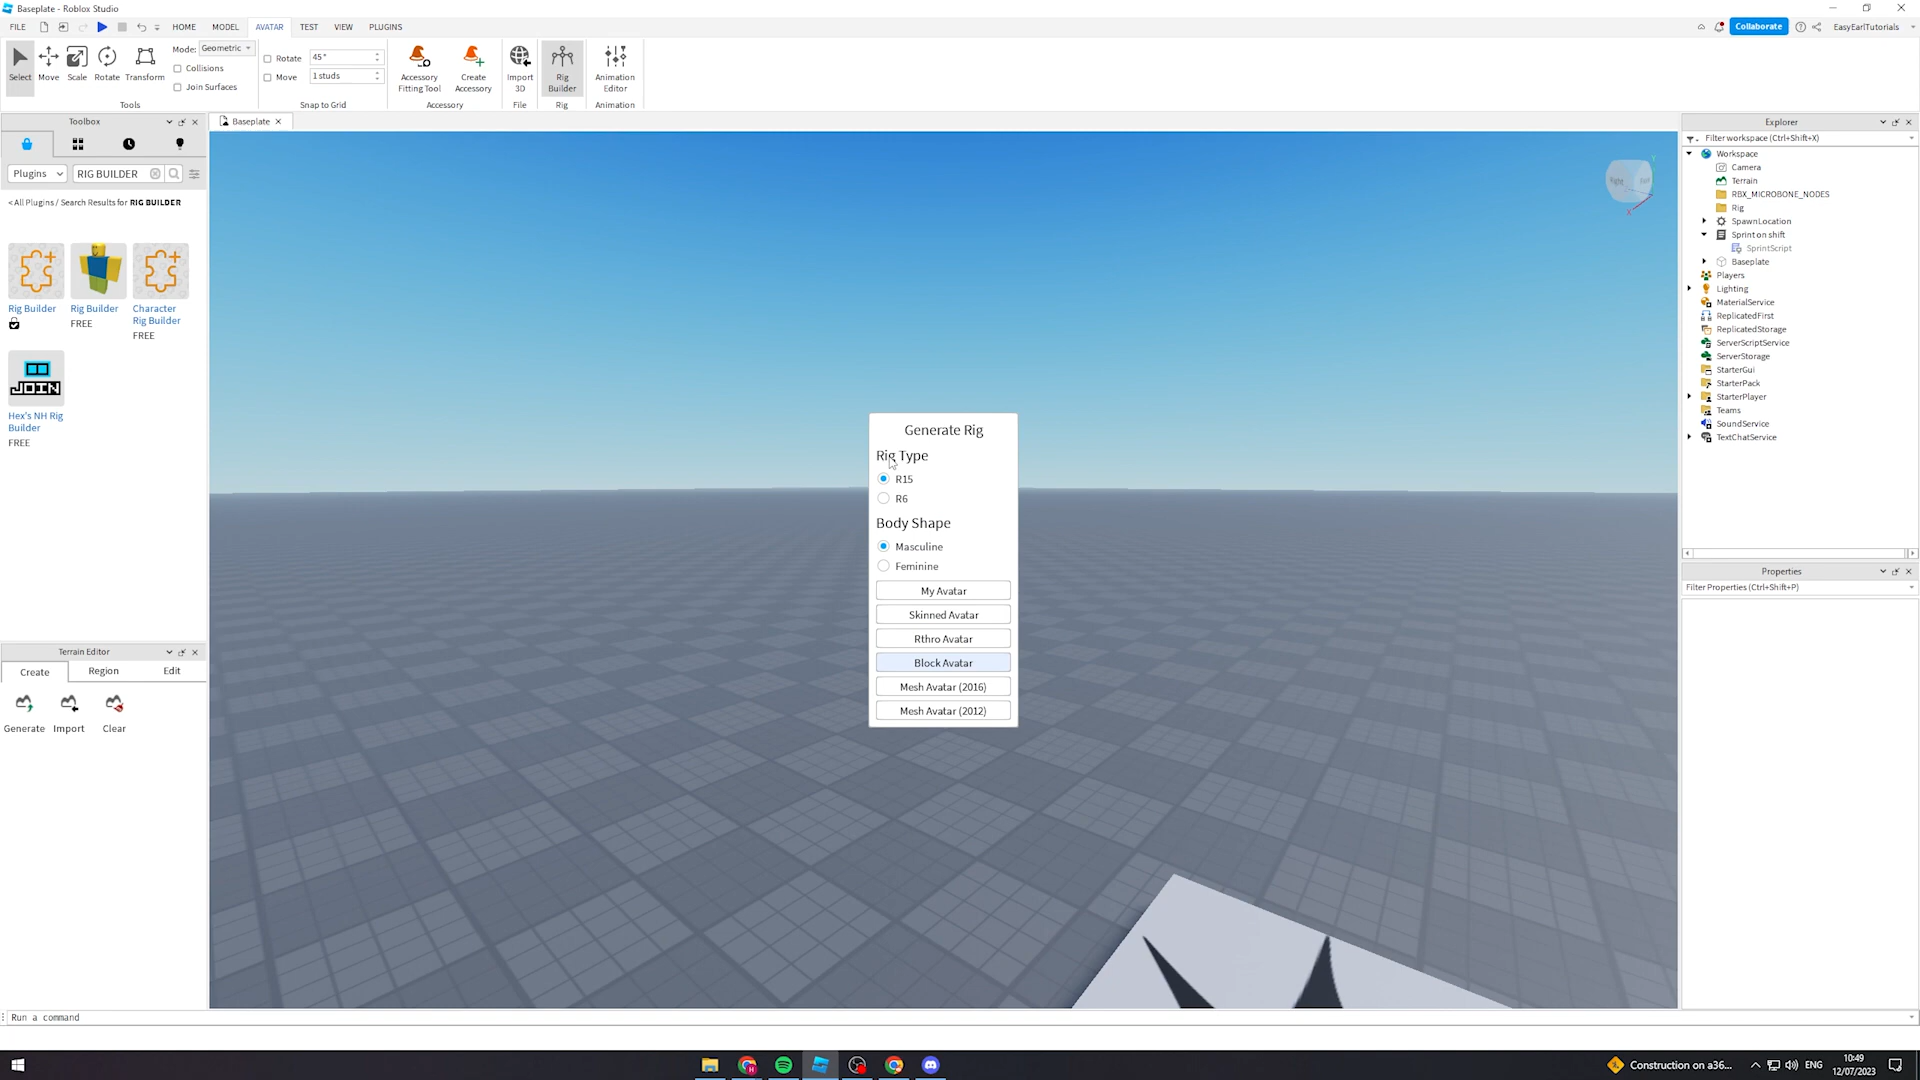 Baseplate - Roblox Studio
FILE HOME MODEL AVATAR TEST VIEW PLUGINS Collaborate EasyEarlTutorials
Select Move Scale Rotate Transform
Mode: Geometric
Collisions
Join Surfaces
Tools
Rotate 45°
Move 1 studs
Snap to Grid
Accessory Fitting Tool
Create Accessory
Accessory
Import 3D
File
Rig Builder
Rig
Animation Editor
Animation
Toolbox
Plugins RIG BUILDER
< All Plugins / Search Results for RIG BUILDER
Rig Builder
Rig Builder
FREE
Character
Rig Builder
FREE
JOIN
Hex's NH Rig
Builder
FREE
Terrain Editor
Create Region Edit
Generate Import Clear
Baseplate
Right
Y
X
Generate Rig
Rig Type
R15
R6
Body Shape
Masculine
Feminine
My Avatar
Skinned Avatar
Rthro Avatar
Block Avatar
Mesh Avatar (2016)
Mesh Avatar (2012)
Explorer
Filter workspace (Ctrl+Shift+X)
Workspace
Camera
Terrain
RBX_MICROBONE_NODES
Rig
SpawnLocation
Sprint on shift
SprintScript
Baseplate
Players
Lighting
MaterialService
ReplicatedFirst
ReplicatedStorage
ServerScriptService
ServerStorage
StarterGui
StarterPack
StarterPlayer
Teams
SoundService
TextChatService
Properties
Filter Properties (Ctrl+Shift+P)
Run a command
Construction on a36...
ENG
10:49
12/07/2023